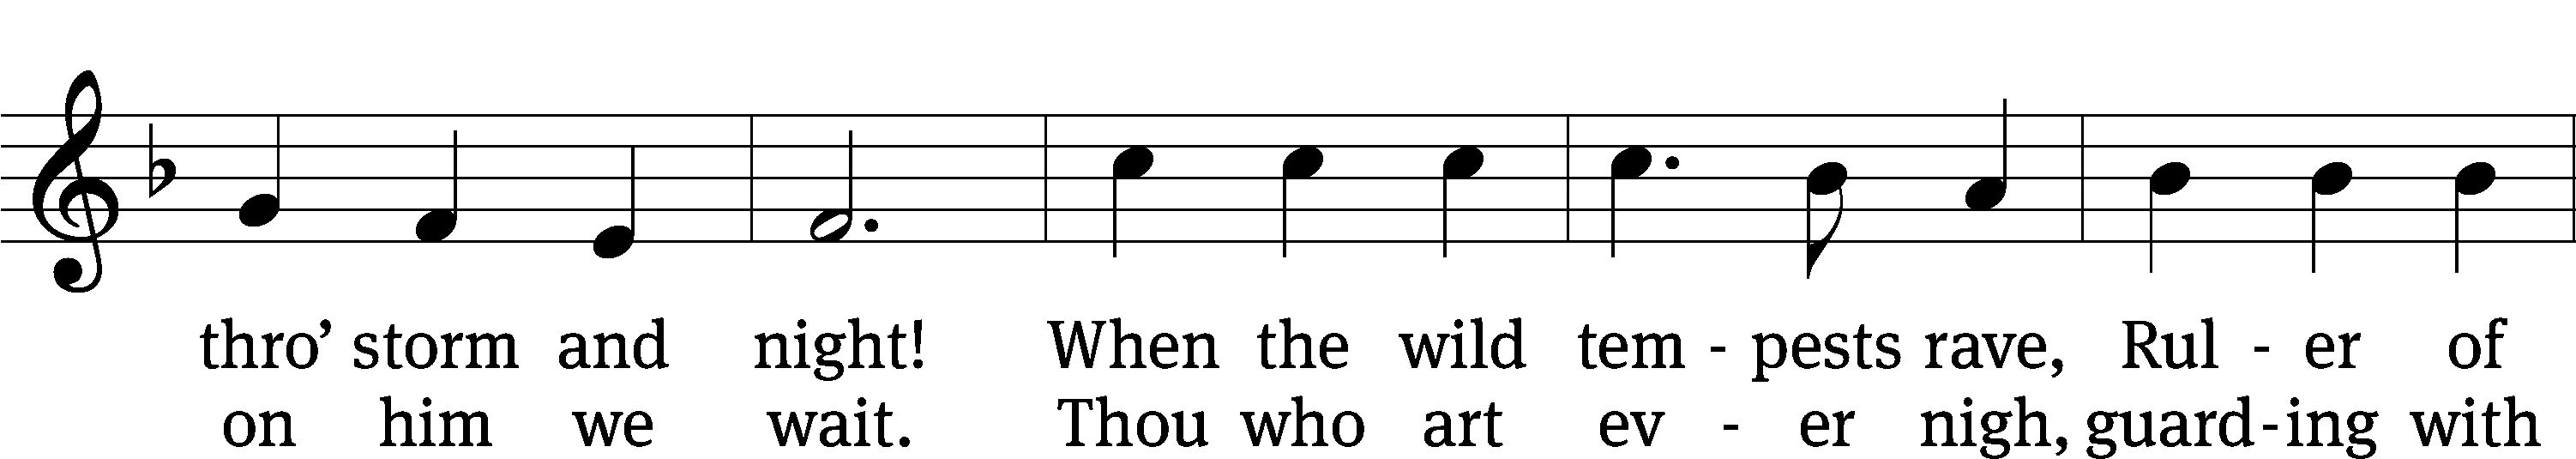 thro’ storm and night! When the wild tem - pests rave, Rul - er of
on him we wait. Thou who art ev - er nigh, guard - ing with